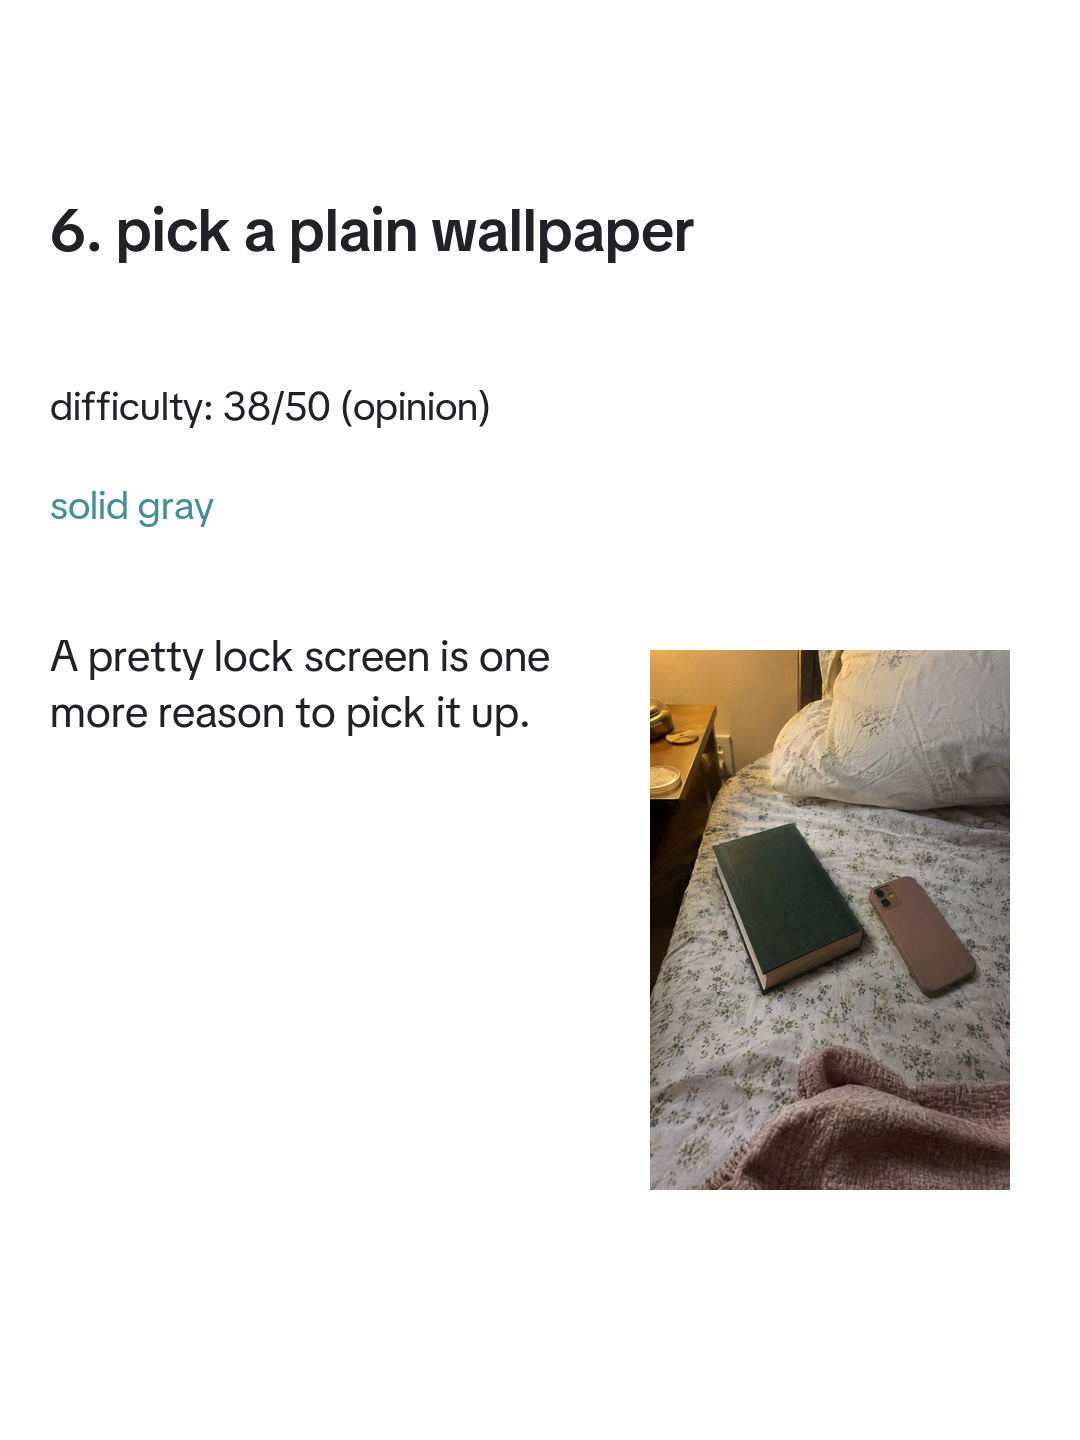 6. pick a plain wallpaper
difficulty: 38/50 (opinion)
solid gray
A pretty lock screen is one
more reason to pick it up.